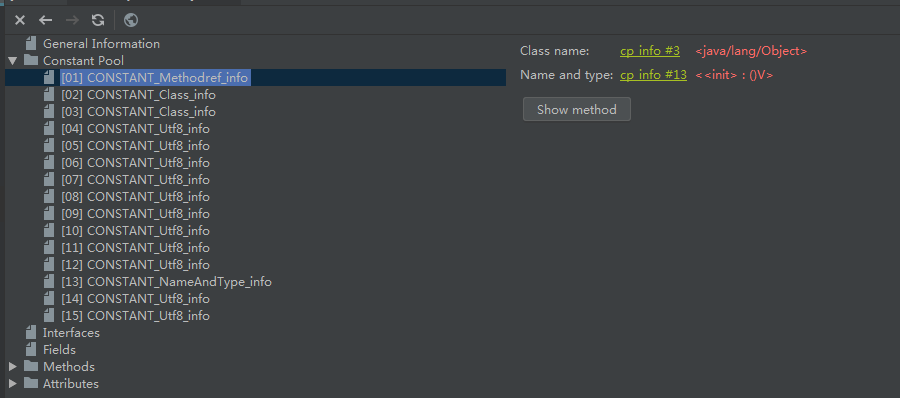 General Information
Constant Pool
[01] CONSTANT_Methodref_info
[02] CONSTANT_Class_info
[03] CONSTANT_Class_info
[04] CONSTANT_Utf8_info
[05] CONSTANT_Utf8_info
[06] CONSTANT_Utf8_info
[07] CONSTANT_Utf8_info
[08] CONSTANT_Utf8_info
[09] CONSTANT_Utf8_info
[10] CONSTANT_Utf8_info
[11] CONSTANT_Utf8_info
[12] CONSTANT_Utf8_info
[13] CONSTANT_NameAndType_info
[14] CONSTANT_Utf8_info
[15] CONSTANT_Utf8_info
Interfaces
Fields
Methods
Attributes
Class name: cp info #3 <java/lang/Object>
Name and type: cp info #13 <<init> : ()V>
Show method